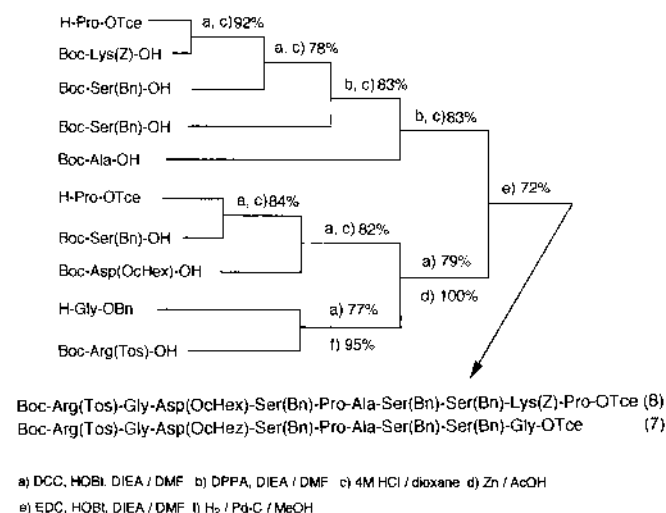 H-Pro-OTce
a, c) 92%
Boc-Lys(Z)-OH
a, c) 78%
Boc-Ser(Bn)-OH
b, c) 83%
Boc-Ser(Bn)-OH
b, c) 83%
Boc-Ala-OH
H-Pro-OTce
a, c) 84%
e) 72%
Boc-Ser(Bn)-OH
a, c) 82%
Boc-Asp(OcHex)-OH
a) 79%
d) 100%
H-Gly-OBn
a) 77%
f) 95%
Boc-Arg(Tos)-OH
Boc-Arg(Tos)-Gly-Asp(OcHex)-Ser(Bn)-Pro-Ala-Ser(Bn)-Ser(Bn)-Lys(Z)-Pro-OTce (6)
Boc-Arg(Tos)-Gly-Asp(OcHez)-Ser(Bn)-Pro-Ala-Ser(Bn)-Ser(Bn)-Gly-OTce (7)
a) DCC, HOBt, DIEA / DMF b) DPPA, DIEA / DMF c) 4M HCl / dioxane d) Zn / AcOH
e) EDC, HOBt, DIEA / DMF f) H₂ / Pd-C / MeOH